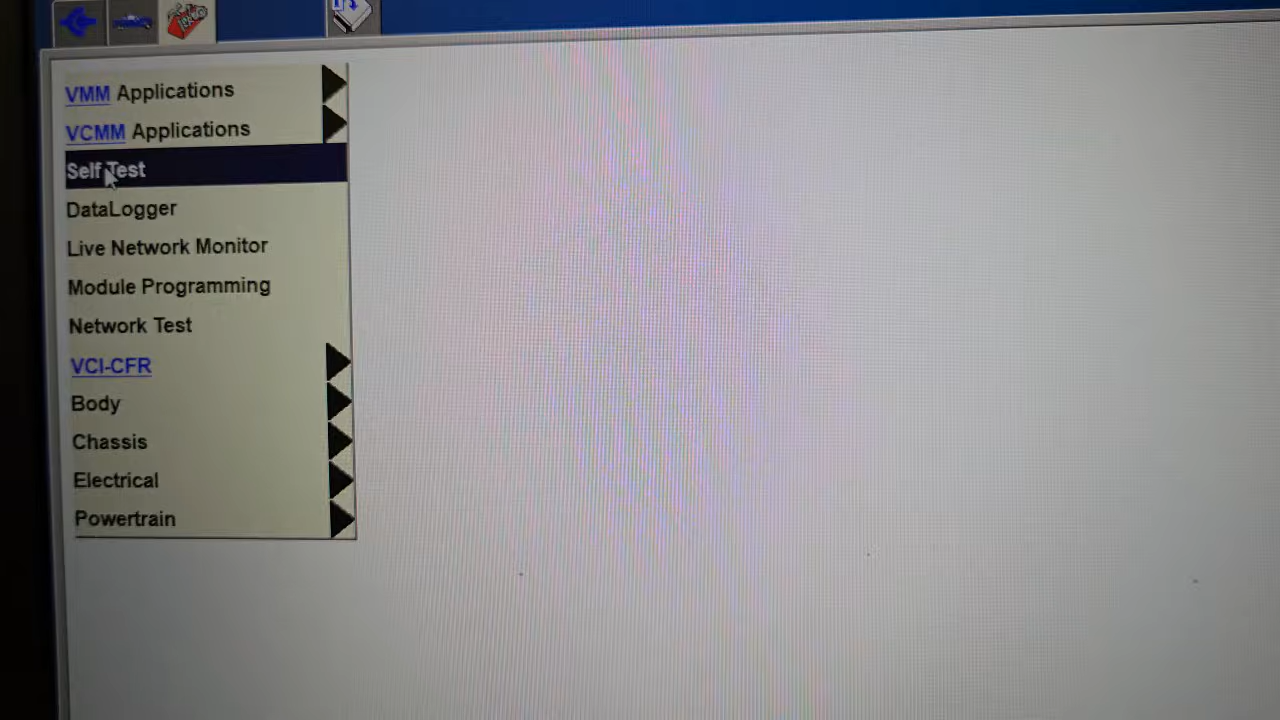 VMM Applications
VCMM Applications
Self Test
DataLogger
Live Network Monitor
Module Programming
Network Test
VCI-CFR
Body
Chassis
Electrical
Powertrain